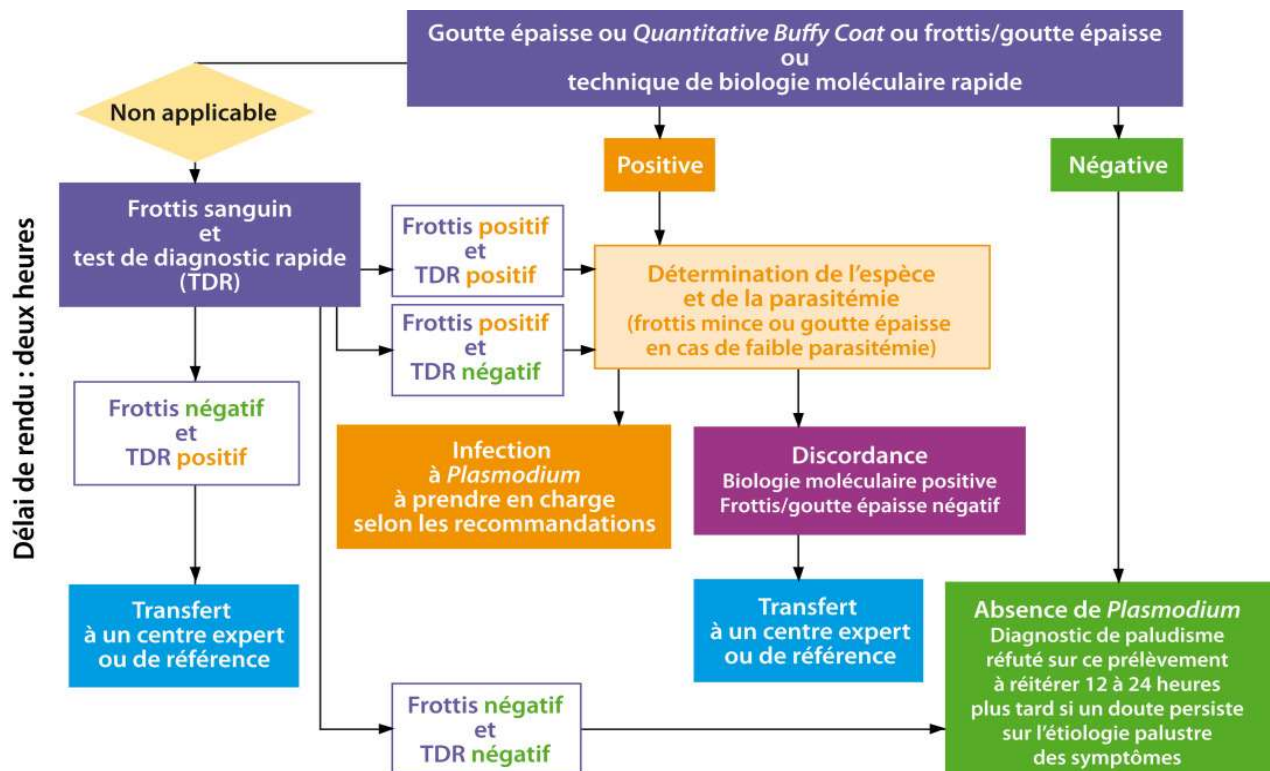 Goutte épaisse ou Quantitative Buffy Coat ou frottis/goutte épaisse
ou
technique de biologie moléculaire rapide
Non applicable
Positive
Négative
Délai de rendu : deux heures
Frottis sanguin
et
test de diagnostic rapide
(TDR)
Frottis positif
et
TDR positif
Frottis positif
et
TDR négatif
Détermination de l’espèce
et de la parasitémie
(frottis mince ou goutte épaisse
en cas de faible parasitémie)
Frottis négatif
et
TDR positif
Infection
à Plasmodium
à prendre en charge
selon les recommandations
Discordance
Biologie moléculaire positive
Frottis/goutte épaisse négatif
Transfert
à un centre expert
ou de référence
Transfert
à un centre expert
ou de référence
Absence de Plasmodium
Diagnostic de paludisme
réfuté sur ce prélèvement
à réitérer 12 à 24 heures
plus tard si un doute persiste
sur l’étiologie palustre
des symptômes
Frottis négatif
et
TDR négatif